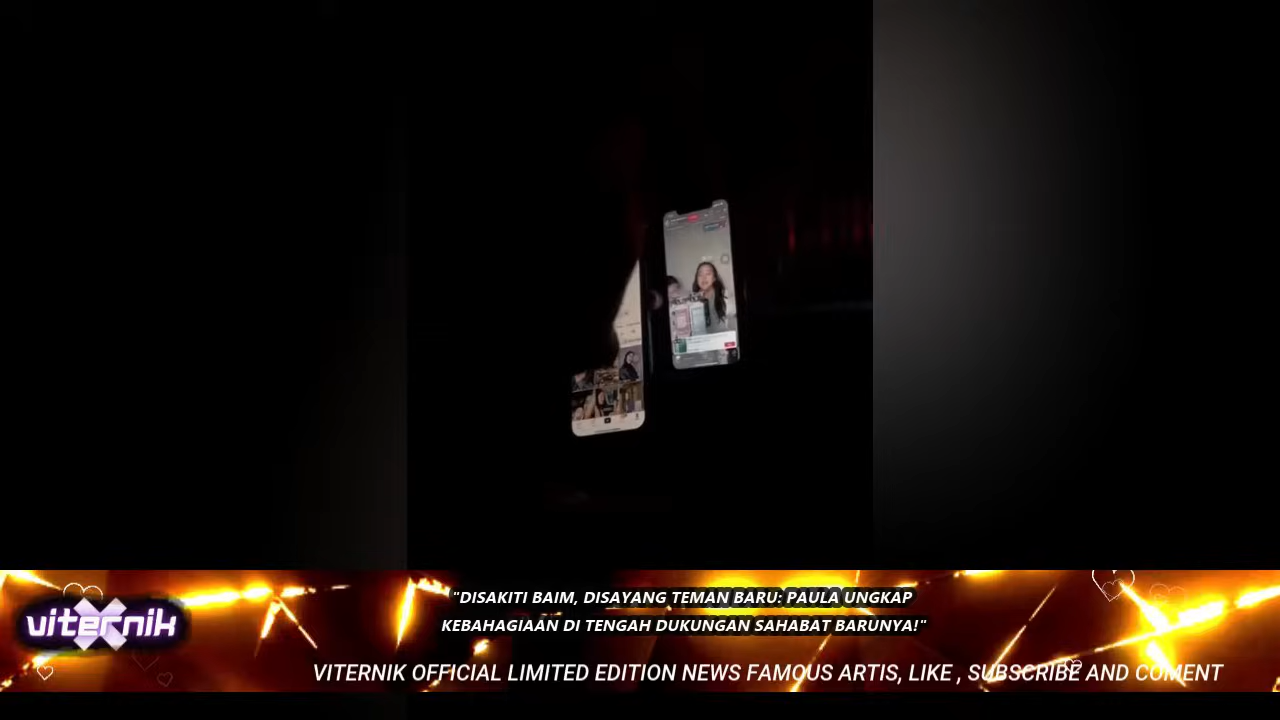 "DISAKITI BAIM, DISAYANG TEMAN BARU: PAULA UNGKAP
KEBAHAGIAAN DI TENGAH DUKUNGAN SAHABAT BARUNYA!"
viternik
VITERNIK OFFICIAL LIMITED EDITION NEWS FAMOUS ARTIS, LIKE , SUBSCRIBE AND COMENT